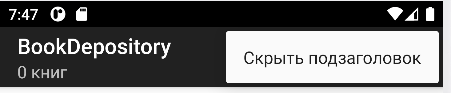 7:47
BookDepository
0 книг
Скрыть подзаголовок